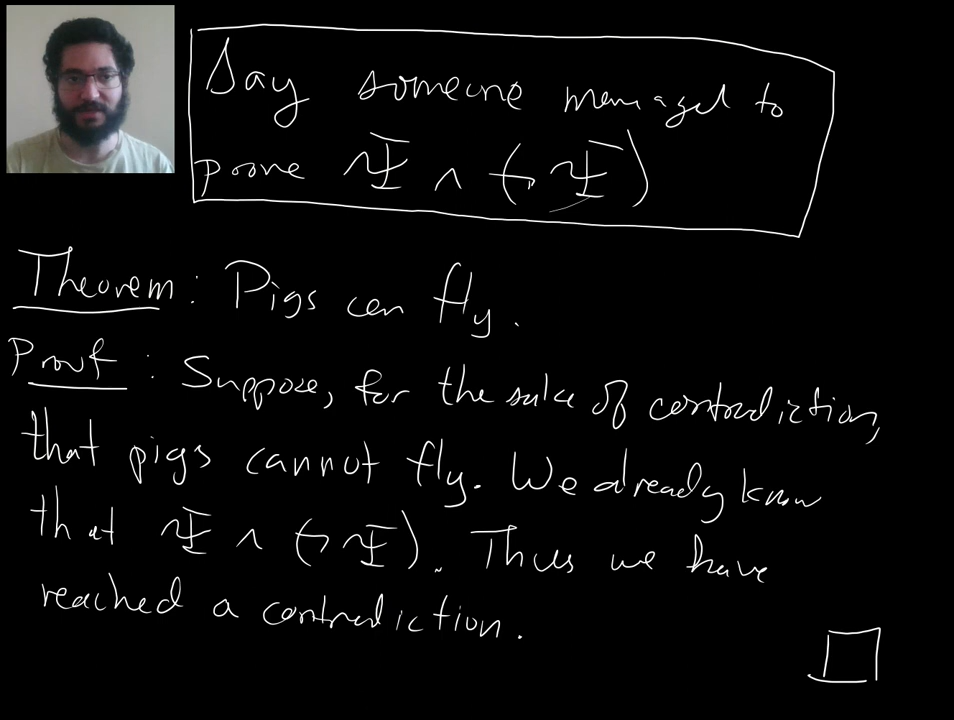 Say someone managed to
prove Ψ ∧ (¬Ψ)
Theorem: Pigs can fly.
Proof: Suppose, for the sake of contradiction,
that pigs cannot fly. We already know
that Ψ ∧ (¬Ψ). Thus we have
reached a contradiction.